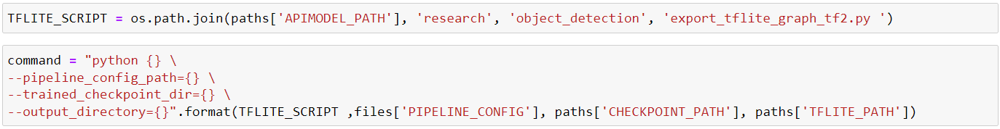 TFLITE_SCRIPT = os.path.join(paths['APIMODEL_PATH'], 'research', 'object_detection', 'export_tflite_graph_tf2.py ')
command = "python {} \
--pipeline_config_path={} \
--trained_checkpoint_dir={} \
--output_directory={}".format(TFLITE_SCRIPT ,files['PIPELINE_CONFIG'], paths['CHECKPOINT_PATH'], paths['TFLITE_PATH'])